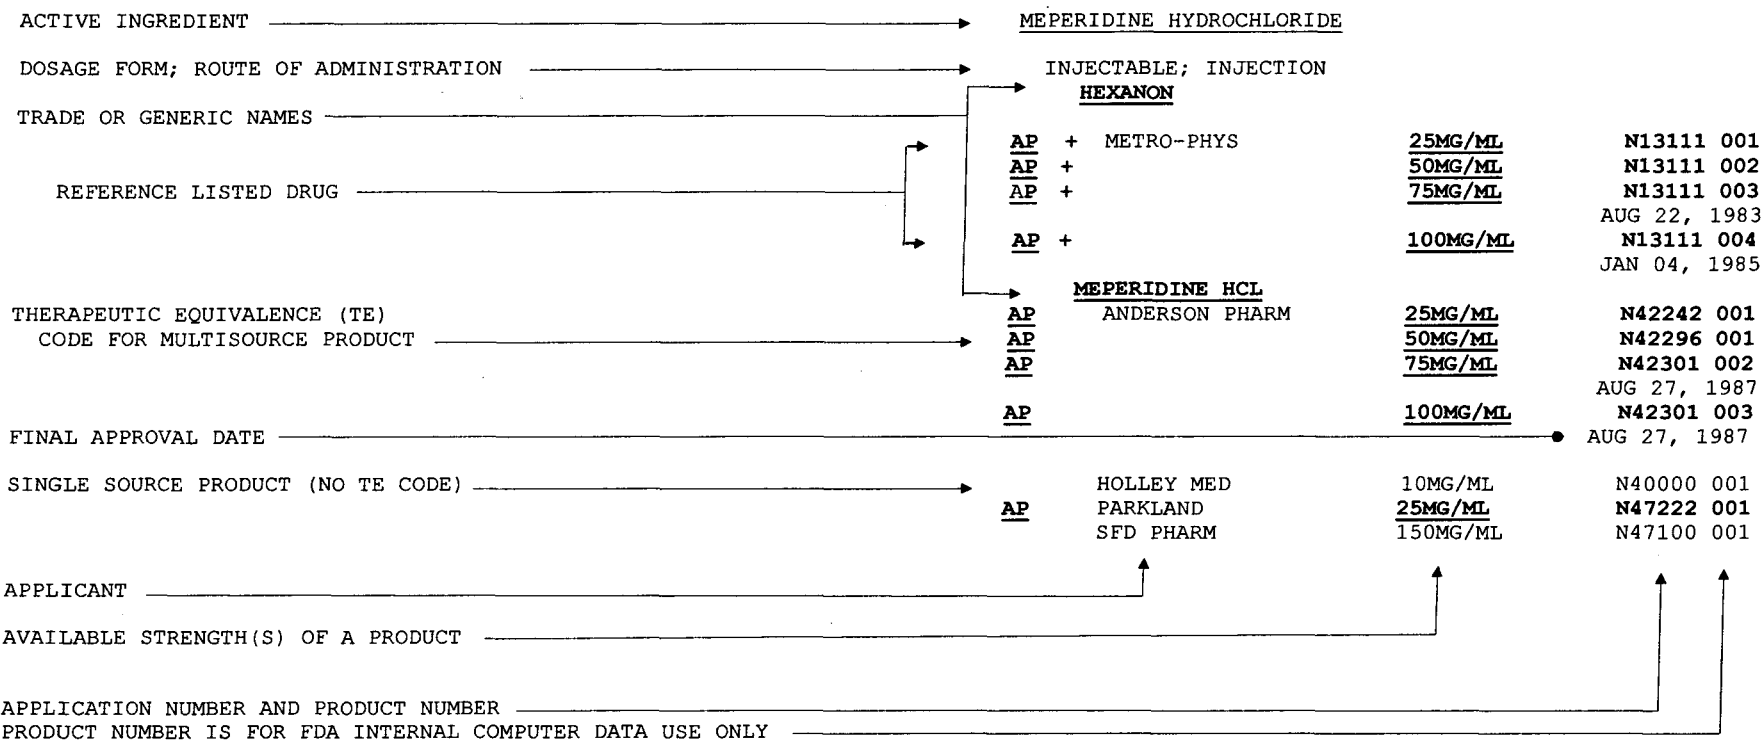 ACTIVE INGREDIENT MEPERIDINE HYDROCHLORIDE
DOSAGE FORM; ROUTE OF ADMINISTRATION INJECTABLE; INJECTION
HEXANON
TRADE OR GENERIC NAMES
AP + METRO-PHYS 25MG/ML N13111 001
AP + 50MG/ML N13111 002
REFERENCE LISTED DRUG AP + 75MG/ML N13111 003
AUG 22, 1983
AP + 100MG/ML N13111 004
JAN 04, 1985
MEPERIDINE HCL
THERAPEUTIC EQUIVALENCE (TE) AP ANDERSON PHARM 25MG/ML N42242 001
CODE FOR MULTISOURCE PRODUCT AP 50MG/ML N42296 001
AP 75MG/ML N42301 002
AUG 27, 1987
AP 100MG/ML N42301 003
FINAL APPROVAL DATE AUG 27, 1987
SINGLE SOURCE PRODUCT (NO TE CODE) HOLLEY MED 10MG/ML N40000 001
AP PARKLAND 25MG/ML N47222 001
SFD PHARM 150MG/ML N47100 001
APPLICANT
AVAILABLE STRENGTH(S) OF A PRODUCT
APPLICATION NUMBER AND PRODUCT NUMBER
PRODUCT NUMBER IS FOR FDA INTERNAL COMPUTER DATA USE ONLY